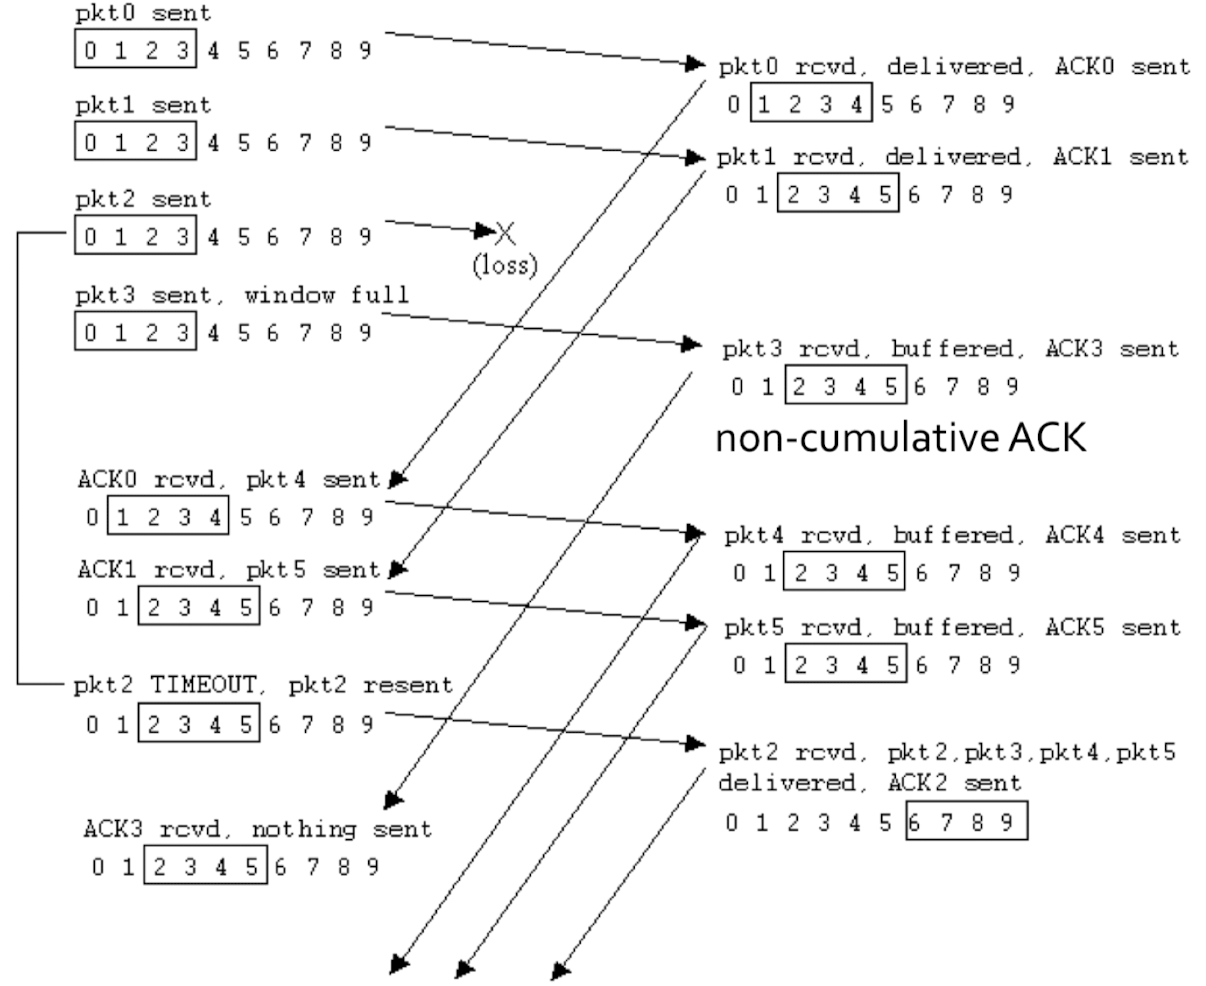 pkt0 sent
0 1 2 3 4 5 6 7 8 9
pkt1 sent
0 1 2 3 4 5 6 7 8 9
pkt2 sent
0 1 2 3 4 5 6 7 8 9
pkt3 sent, window full
0 1 2 3 4 5 6 7 8 9
ACK0 rcvd, pkt4 sent
0 1 2 3 4 5 6 7 8 9
ACK1 rcvd, pkt5 sent
0 1 2 3 4 5 6 7 8 9
pkt2 TIMEOUT, pkt2 resent
0 1 2 3 4 5 6 7 8 9
ACK3 rcvd, nothing sent
0 1 2 3 4 5 6 7 8 9
X
(loss)
pkt0 rcvd, delivered, ACK0 sent
0 1 2 3 4 5 6 7 8 9
pkt1 rcvd, delivered, ACK1 sent
0 1 2 3 4 5 6 7 8 9
pkt3 rcvd, buffered, ACK3 sent
0 1 2 3 4 5 6 7 8 9
non-cumulative ACK
pkt4 rcvd, buffered, ACK4 sent
0 1 2 3 4 5 6 7 8 9
pkt5 rcvd, buffered, ACK5 sent
0 1 2 3 4 5 6 7 8 9
pkt2 rcvd, pkt2,pkt3,pkt4,pkt5
delivered, ACK2 sent
0 1 2 3 4 5 6 7 8 9